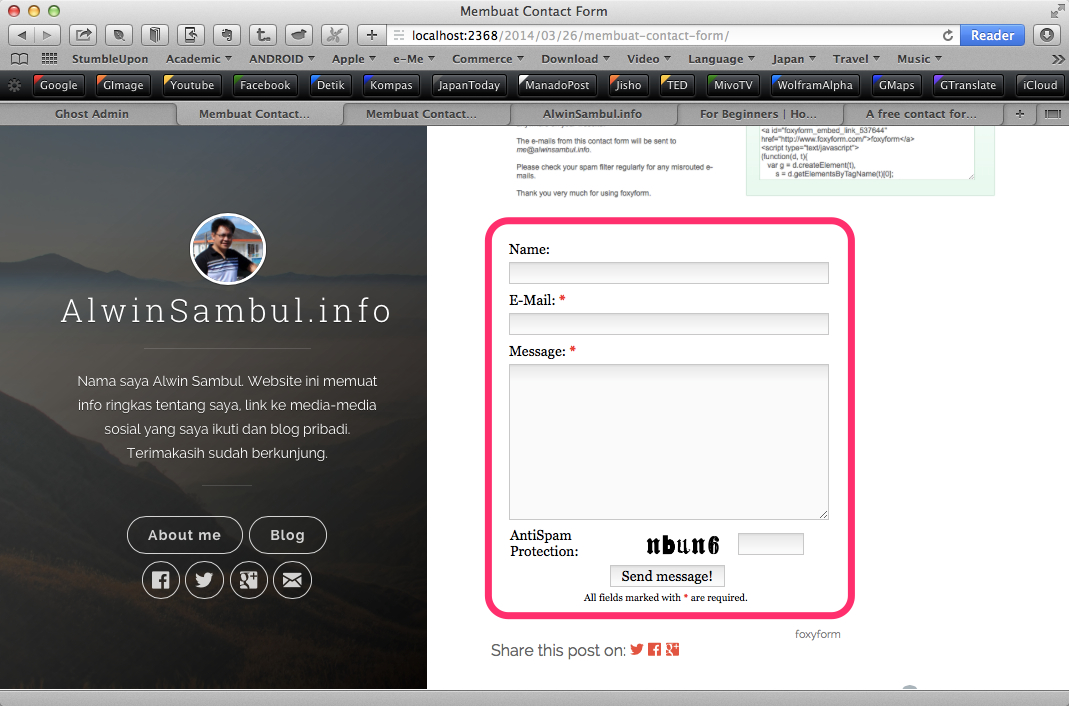 Membuat Contact Form
localhost:2368/2014/03/26/membuat-contact-form/
Reader
StumbleUpon Academic ANDROID Apple e-Me Commerce Download Video Language Japan Travel Music
Google GImage Youtube Facebook Detik Kompas JapanToday ManadoPost Jisho TED MivoTV WolframAlpha GMaps GTranslate iCloud
Ghost Admin Membuat Contact... Membuat Contact... AlwinSambul.info For Beginners | Ho... A free contact for...
AlwinSambul.info
Nama saya Alwin Sambul. Website ini memuat
info ringkas tentang saya, link ke media-media
sosial yang saya ikuti dan blog pribadi.
Terimakasih sudah berkunjung.
About me Blog
The e-mails from this contact form will be sent to
me@alwinsambul.info.
Please check your spam filter regularly for any misrouted e-
mails.
Thank you very much for using foxyform.
<a id="foxyform_embed_link_537644"
href="http://www.foxyform.com/">foxyform</a>
<script type="text/javascript">
(function(d, t){
var g = d.createElement(t),
s = d.getElementsByTagName(t)[0];
Name:
E-Mail: *
Message: *
AntiSpam
Protection:
nbun6
Send message!
All fields marked with * are required.
foxyform
Share this post on: